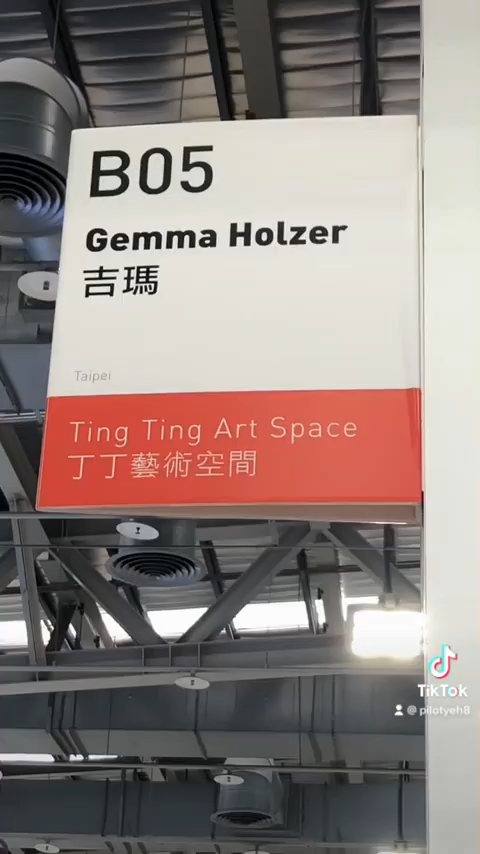 B05
Gemma Holzer
吉瑪
Taipei
Ting Ting Art Space
丁丁藝術空間
TikTok
@ pilotyeh8